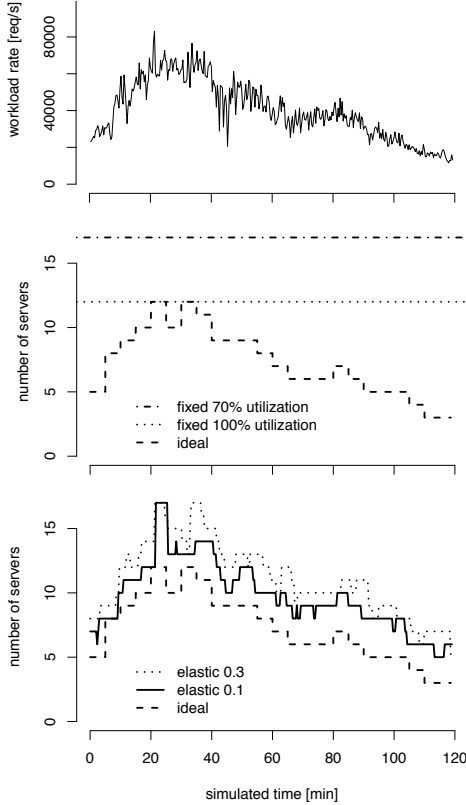 workload rate [req/s]
80000
40000
0
number of servers
15
10
5
0
fixed 70% utilization
fixed 100% utilization
ideal
number of servers
15
10
5
0
elastic 0.3
elastic 0.1
ideal
0 20 40 60 80 100 120
simulated time [min]